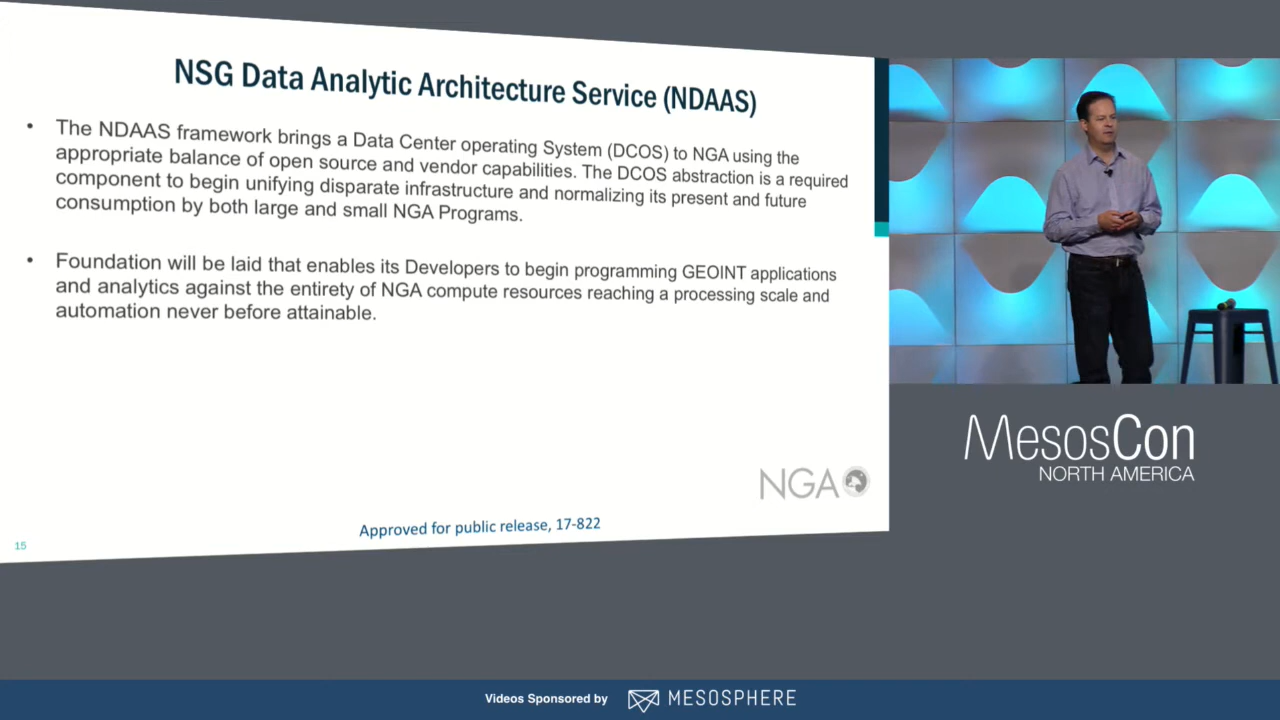 NSG Data Analytic Architecture Service (NDAAS)
• The NDAAS framework brings a Data Center operating System (DCOS) to NGA using the
appropriate balance of open source and vendor capabilities. The DCOS abstraction is a required
component to begin unifying disparate infrastructure and normalizing its present and future
consumption by both large and small NGA Programs.
• Foundation will be laid that enables its Developers to begin programming GEOINT applications
and analytics against the entirety of NGA compute resources reaching a processing scale and
automation never before attainable.
NGA
Approved for public release, 17-822
15
MesosCon
NORTH AMERICA
Videos Sponsored by MESOSPHERE